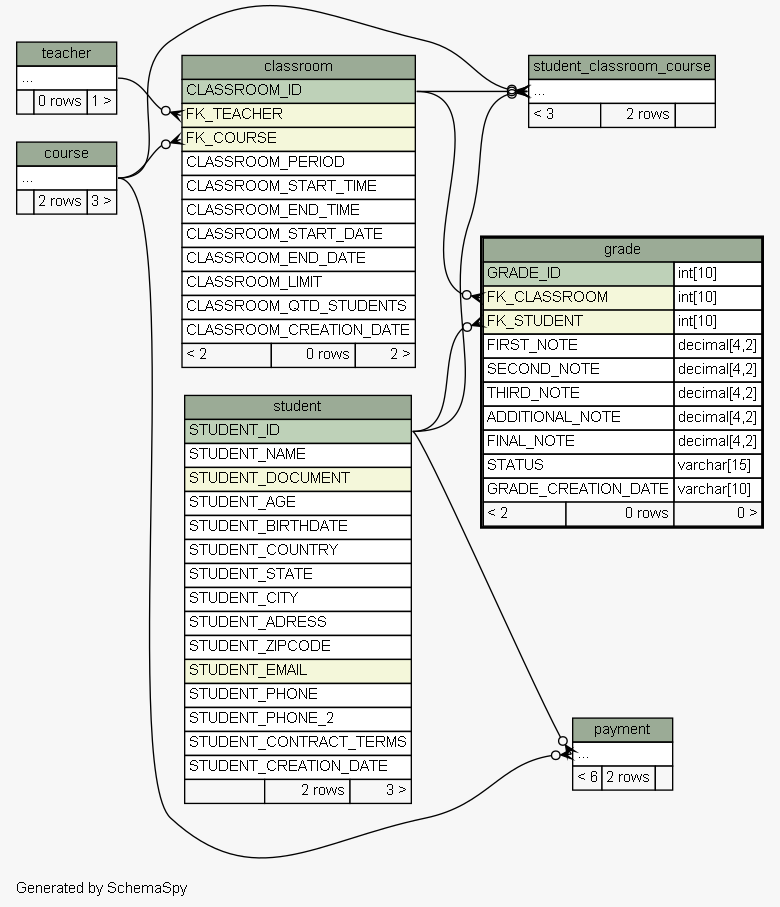 teacher
...
0 rows 1 >
course
...
2 rows 3 >
classroom
CLASSROOM_ID
FK_TEACHER
FK_COURSE
CLASSROOM_PERIOD
CLASSROOM_START_TIME
CLASSROOM_END_TIME
CLASSROOM_START_DATE
CLASSROOM_END_DATE
CLASSROOM_LIMIT
CLASSROOM_QTD_STUDENTS
CLASSROOM_CREATION_DATE
< 2 0 rows 2 >
student_classroom_course
...
< 3 2 rows
grade
GRADE_ID int[10]
FK_CLASSROOM int[10]
FK_STUDENT int[10]
FIRST_NOTE decimal[4,2]
SECOND_NOTE decimal[4,2]
THIRD_NOTE decimal[4,2]
ADDITIONAL_NOTE decimal[4,2]
FINAL_NOTE decimal[4,2]
STATUS varchar[15]
GRADE_CREATION_DATE varchar[10]
< 2 0 rows 0 >
student
STUDENT_ID
STUDENT_NAME
STUDENT_DOCUMENT
STUDENT_AGE
STUDENT_BIRTHDATE
STUDENT_COUNTRY
STUDENT_STATE
STUDENT_CITY
STUDENT_ADRESS
STUDENT_ZIPCODE
STUDENT_EMAIL
STUDENT_PHONE
STUDENT_PHONE_2
STUDENT_CONTRACT_TERMS
STUDENT_CREATION_DATE
2 rows 3 >
payment
...
< 6 2 rows
Generated by SchemaSpy